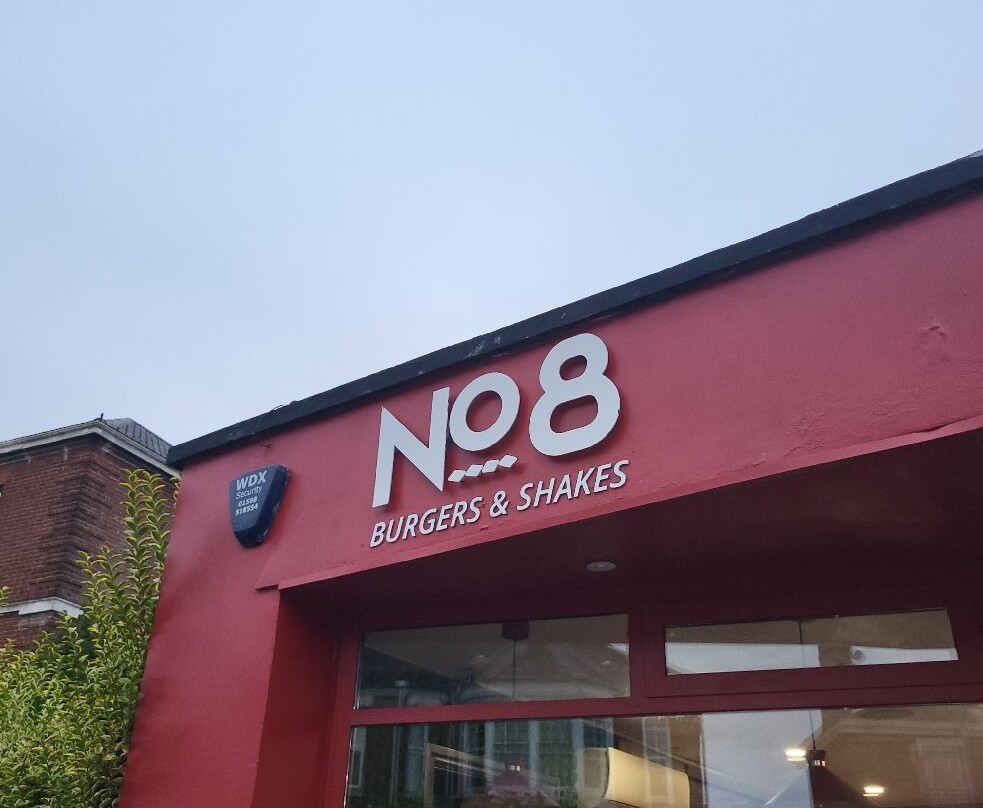 No8
BURGERS & SHAKES
WDX
Security
01508
518554